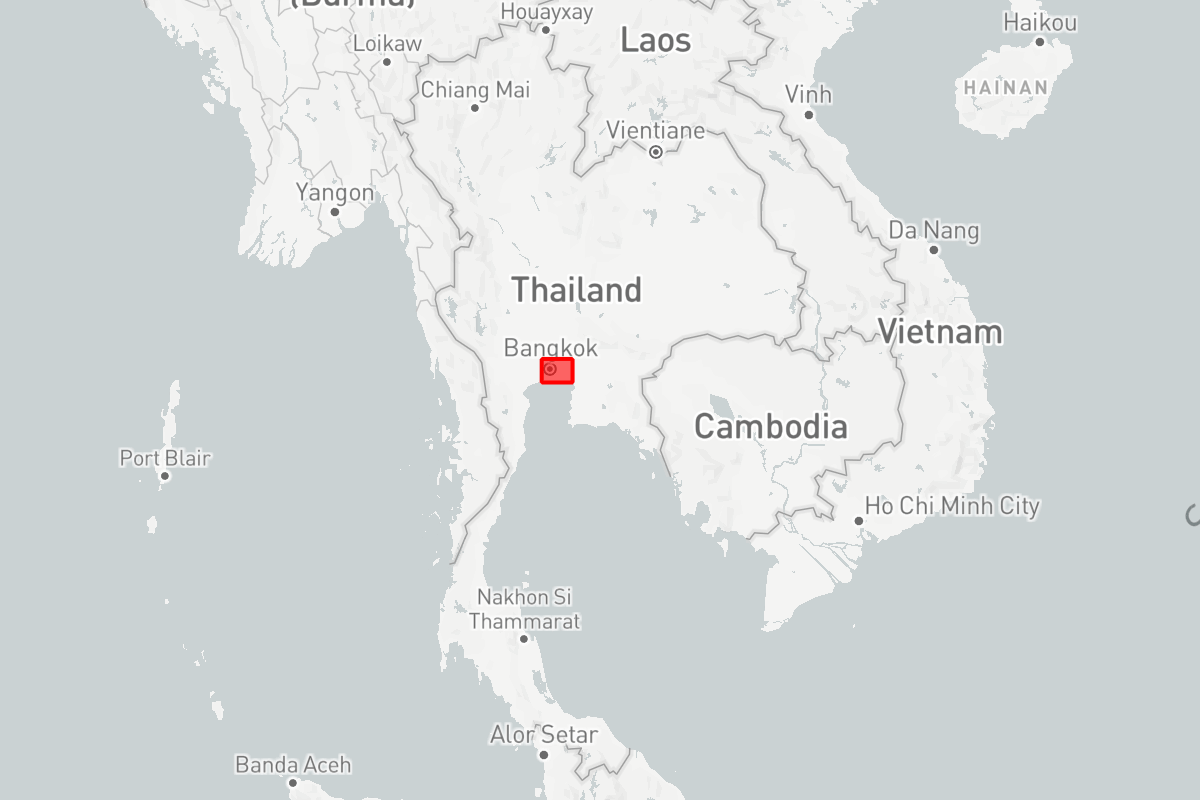 (Burma)
Houayxay
Haikou
Loikaw
Laos
Chiang Mai
HAINAN
Vinh
Vientiane
Yangon
Da Nang
Thailand
Vietnam
Bangkok
Cambodia
Port Blair
Ho Chi Minh City
Nakhon Si
Thammarat
Alor Setar
Banda Aceh